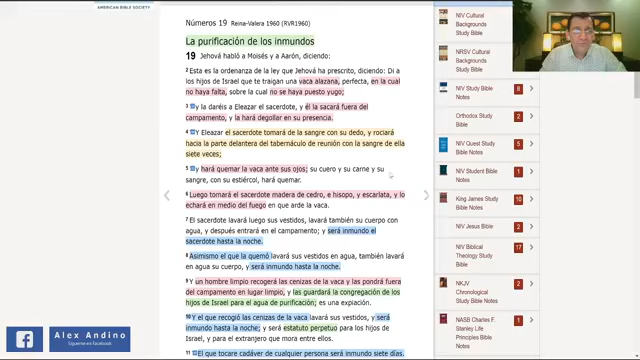 AMERICAN BIBLE SOCIETY
Números 19 Reina-Valera 1960 (RVR1960)
La purificación de los inmundos
19 Jehová habló a Moisés y a Aarón, diciendo:
2 Esta es la ordenanza de la ley que Jehová ha prescrito, diciendo: Di a
los hijos de Israel que te traigan una vaca alazana, perfecta, en la cual
no haya falta, sobre la cual no se haya puesto yugo;
3 y la daréis a Eleazar el sacerdote, y él la sacará fuera del
campamento, y la hará degollar en su presencia.
4 Y Eleazar el sacerdote tomará de la sangre con su dedo, y rociará
hacia la parte delantera del tabernáculo de reunión con la sangre de ella
siete veces;
5 y hará quemar la vaca ante sus ojos; su cuero y su carne y su
sangre, con su estiércol, hará quemar.
6 Luego tomará el sacerdote madera de cedro, e hisopo, y escarlata, y lo
echará en medio del fuego en que arde la vaca.
7 El sacerdote lavará luego sus vestidos, lavará también su cuerpo con
agua, y después entrará en el campamento; y será inmundo el
sacerdote hasta la noche.
8 Asimismo el que la quemó lavará sus vestidos en agua, también lavará
en agua su cuerpo, y será inmundo hasta la noche.
9 Y un hombre limpio recogerá las cenizas de la vaca y las pondrá fuera
del campamento en lugar limpio, y las guardará la congregación de los
hijos de Israel para el agua de purificación; es una expiación.
10 Y el que recogió las cenizas de la vaca lavará sus vestidos, y será
inmundo hasta la noche; y será estatuto perpetuo para los hijos de
Israel, y para el extranjero que mora entre ellos.
11 El que tocare cadáver de cualquier persona será inmundo siete días.
NIV Cultural
Backgrounds
Study Bible
NRSV Cultural
Backgrounds
Study Bible
NIV Study Bible
Notes
8
Orthodox Study
Bible
2
NIV Quest Study
Bible Notes
5
NIV Student Bible
Notes
1
King James Study
Bible Notes
10
NIV Jesus Bible
2
NIV Biblical
Theology Study
Bible
17
NKJV
Chronological
Study Bible
2
NASB Charles F.
Stanley Life
Principles Bible
Notes
1
f
Alex Andino
Sígueme en Facebook